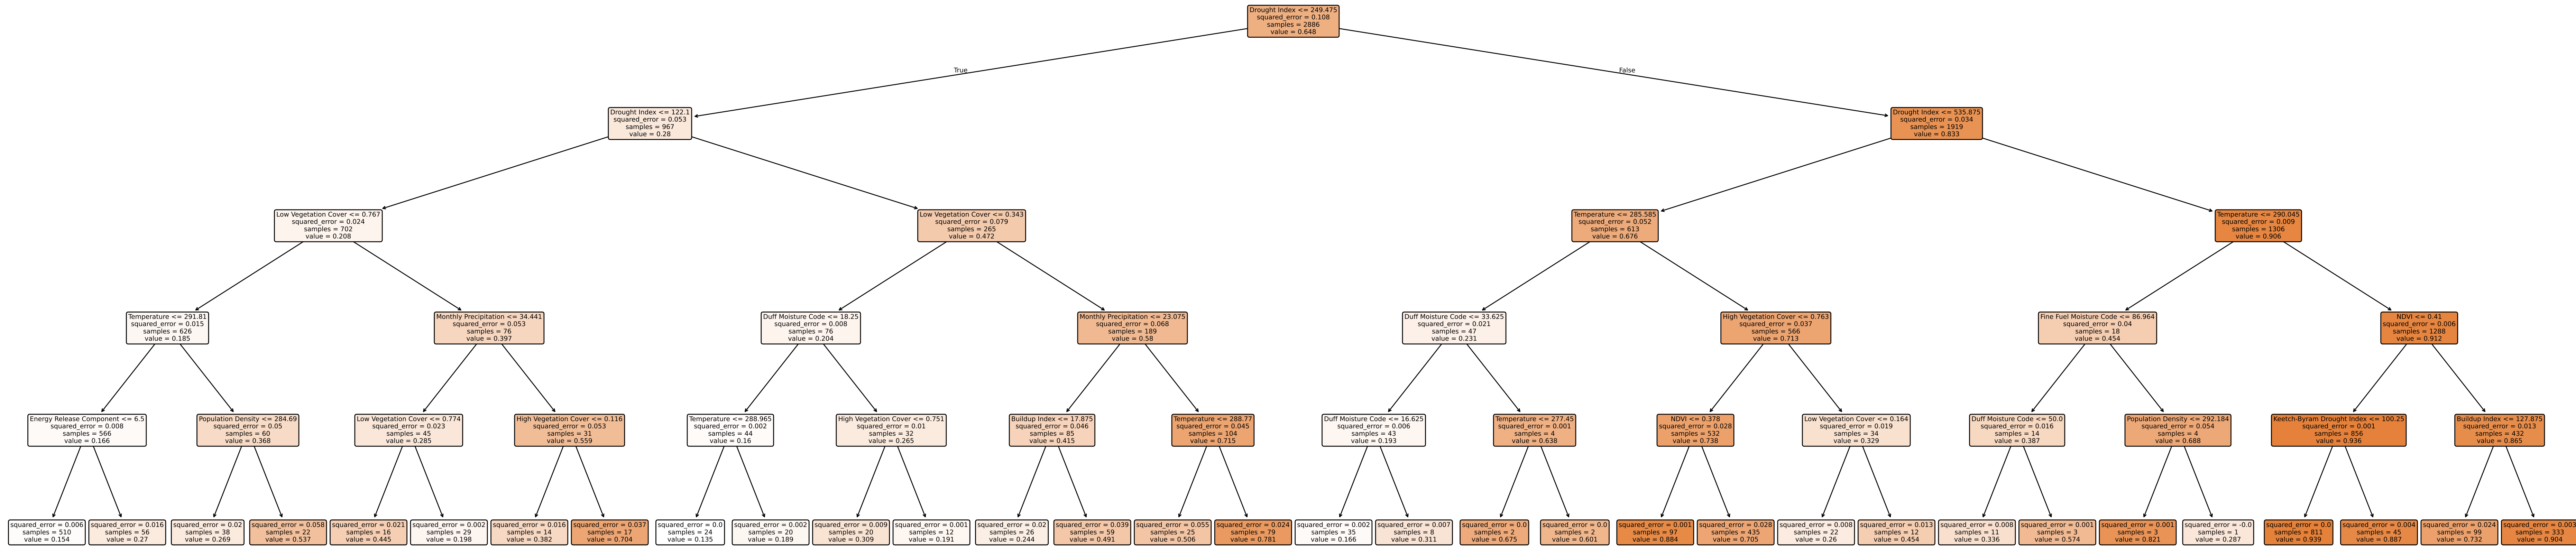 Drought Index <= 249.475
squared_error = 0.108
samples = 2886
value = 0.648
True
False
Drought Index <= 122.1
squared_error = 0.053
samples = 967
value = 0.28
Drought Index <= 535.875
squared_error = 0.034
samples = 1919
value = 0.833
Low Vegetation Cover <= 0.767
squared_error = 0.024
samples = 702
value = 0.208
Low Vegetation Cover <= 0.343
squared_error = 0.079
samples = 265
value = 0.472
Temperature <= 285.585
squared_error = 0.052
samples = 613
value = 0.676
Temperature <= 290.045
squared_error = 0.009
samples = 1306
value = 0.906
Temperature <= 291.81
squared_error = 0.015
samples = 626
value = 0.185
Monthly Precipitation <= 34.441
squared_error = 0.053
samples = 76
value = 0.397
Duff Moisture Code <= 18.25
squared_error = 0.008
samples = 76
value = 0.204
Monthly Precipitation <= 23.075
squared_error = 0.068
samples = 189
value = 0.58
Duff Moisture Code <= 33.625
squared_error = 0.021
samples = 47
value = 0.231
High Vegetation Cover <= 0.763
squared_error = 0.037
samples = 566
value = 0.713
Fine Fuel Moisture Code <= 86.964
squared_error = 0.04
samples = 18
value = 0.454
NDVI <= 0.41
squared_error = 0.006
samples = 1288
value = 0.912
Energy Release Component <= 6.5
squared_error = 0.008
samples = 566
value = 0.166
Population Density <= 284.69
squared_error = 0.05
samples = 60
value = 0.368
Low Vegetation Cover <= 0.774
squared_error = 0.023
samples = 45
value = 0.285
High Vegetation Cover <= 0.116
squared_error = 0.053
samples = 31
value = 0.559
Temperature <= 288.965
squared_error = 0.002
samples = 44
value = 0.16
High Vegetation Cover <= 0.751
squared_error = 0.01
samples = 32
value = 0.265
Buildup Index <= 17.875
squared_error = 0.046
samples = 85
value = 0.415
Temperature <= 288.77
squared_error = 0.045
samples = 104
value = 0.715
Duff Moisture Code <= 16.625
squared_error = 0.006
samples = 43
value = 0.193
Temperature <= 277.45
squared_error = 0.001
samples = 4
value = 0.638
NDVI <= 0.378
squared_error = 0.028
samples = 532
value = 0.738
Low Vegetation Cover <= 0.164
squared_error = 0.019
samples = 34
value = 0.329
Duff Moisture Code <= 50.0
squared_error = 0.016
samples = 14
value = 0.387
Population Density <= 292.184
squared_error = 0.054
samples = 4
value = 0.688
Keetch-Byram Drought Index <= 100.25
squared_error = 0.001
samples = 856
value = 0.936
Buildup Index <= 127.875
squared_error = 0.013
samples = 432
value = 0.865
squared_error = 0.006
samples = 510
value = 0.154
squared_error = 0.016
samples = 56
value = 0.27
squared_error = 0.02
samples = 38
value = 0.269
squared_error = 0.058
samples = 22
value = 0.537
squared_error = 0.021
samples = 16
value = 0.445
squared_error = 0.002
samples = 29
value = 0.198
squared_error = 0.016
samples = 14
value = 0.382
squared_error = 0.037
samples = 17
value = 0.704
squared_error = 0.0
samples = 24
value = 0.135
squared_error = 0.002
samples = 20
value = 0.189
squared_error = 0.009
samples = 20
value = 0.309
squared_error = 0.001
samples = 12
value = 0.191
squared_error = 0.02
samples = 26
value = 0.244
squared_error = 0.039
samples = 59
value = 0.491
squared_error = 0.055
samples = 25
value = 0.506
squared_error = 0.024
samples = 79
value = 0.781
squared_error = 0.002
samples = 35
value = 0.166
squared_error = 0.007
samples = 8
value = 0.311
squared_error = 0.0
samples = 2
value = 0.675
squared_error = 0.0
samples = 2
value = 0.601
squared_error = 0.001
samples = 97
value = 0.884
squared_error = 0.028
samples = 435
value = 0.705
squared_error = 0.008
samples = 22
value = 0.26
squared_error = 0.013
samples = 12
value = 0.454
squared_error = 0.008
samples = 11
value = 0.336
squared_error = 0.001
samples = 3
value = 0.574
squared_error = 0.001
samples = 3
value = 0.821
squared_error = -0.0
samples = 1
value = 0.287
squared_error = 0.0
samples = 811
value = 0.939
squared_error = 0.004
samples = 45
value = 0.887
squared_error = 0.024
samples = 99
value = 0.732
squared_error = 0.003
samples = 333
value = 0.904